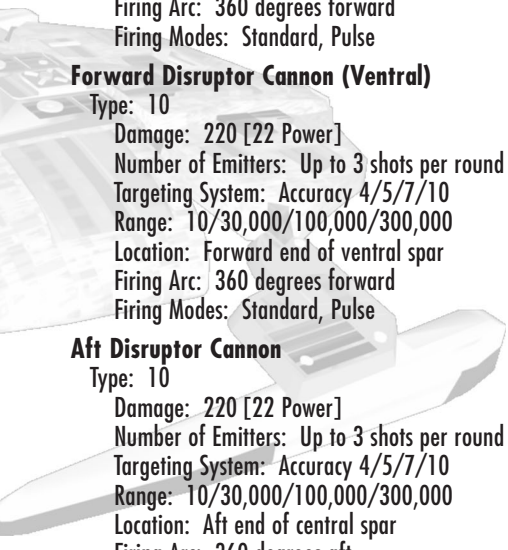 Firing Arc: 360 degrees forward
Firing Modes: Standard, Pulse
Forward Disruptor Cannon (Ventral)
Type: 10
Damage: 220 [22 Power]
Number of Emitters: Up to 3 shots per round
Targeting System: Accuracy 4/5/7/10
Range: 10/30,000/100,000/300,000
Location: Forward end of ventral spar
Firing Arc: 360 degrees forward
Firing Modes: Standard, Pulse
Aft Disruptor Cannon
Type: 10
Damage: 220 [22 Power]
Number of Emitters: Up to 3 shots per round
Targeting System: Accuracy 4/5/7/10
Range: 10/30,000/100,000/300,000
Location: Aft end of central spar
Firing Arc: 360 degrees aft